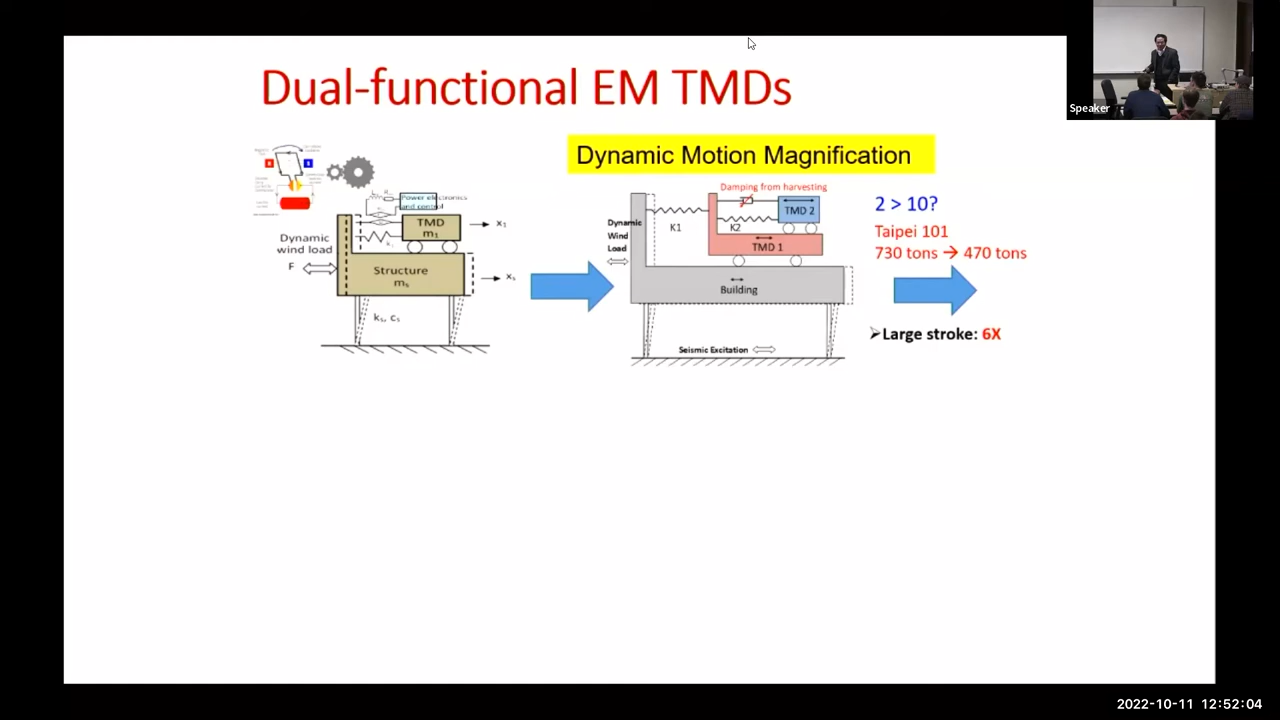 Speaker
Dual-functional EM TMDs
Dynamic Motion Magnification
Power electronics
and control
TMD
m₁
x₁
Dynamic
wind load
F
Structure
mₛ
xₛ
kₛ, cₛ
Damping from harvesting
TMD 2
Dynamic
Wind
Load
K1
K2
TMD 1
Building
Seismic Excitation
2 > 10?
Taipei 101
730 tons → 470 tons
➤Large stroke: 6X
2022-10-11 12:52:04